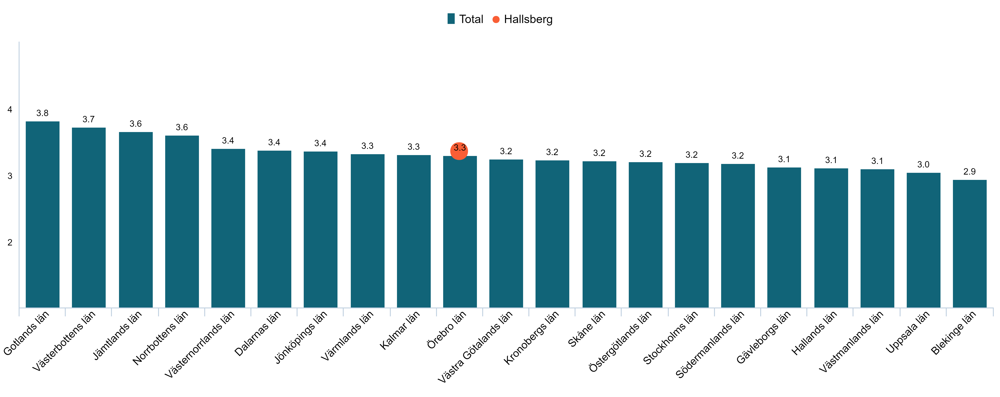 Total Hallsberg
4
3
2
3.8 3.7 3.6 3.6 3.4 3.4 3.4 3.3 3.3 3.3 3.2 3.2 3.2 3.2 3.2 3.2 3.1 3.1 3.1 3.0 2.9
Gotlands län
Västerbottens län
Jämtlands län
Norrbottens län
Västernorrlands län
Dalarnas län
Jönköpings län
Värmlands län
Kalmar län
Örebro län
Västra Götalands län
Kronobergs län
Skåne län
Östergötlands län
Stockholms län
Södermanlands län
Gävleborgs län
Hallands län
Västmanlands län
Uppsala län
Blekinge län